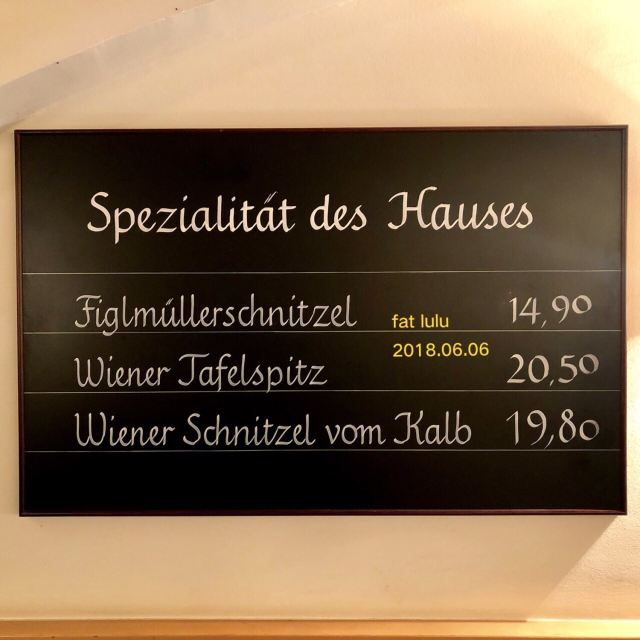 Spezialität des Hauses
Figlmüllerschnitzel 14,90
fat lulu
Wiener Tafelspitz 20,50
2018.06.06
Wiener Schnitzel vom Kalb 19,80